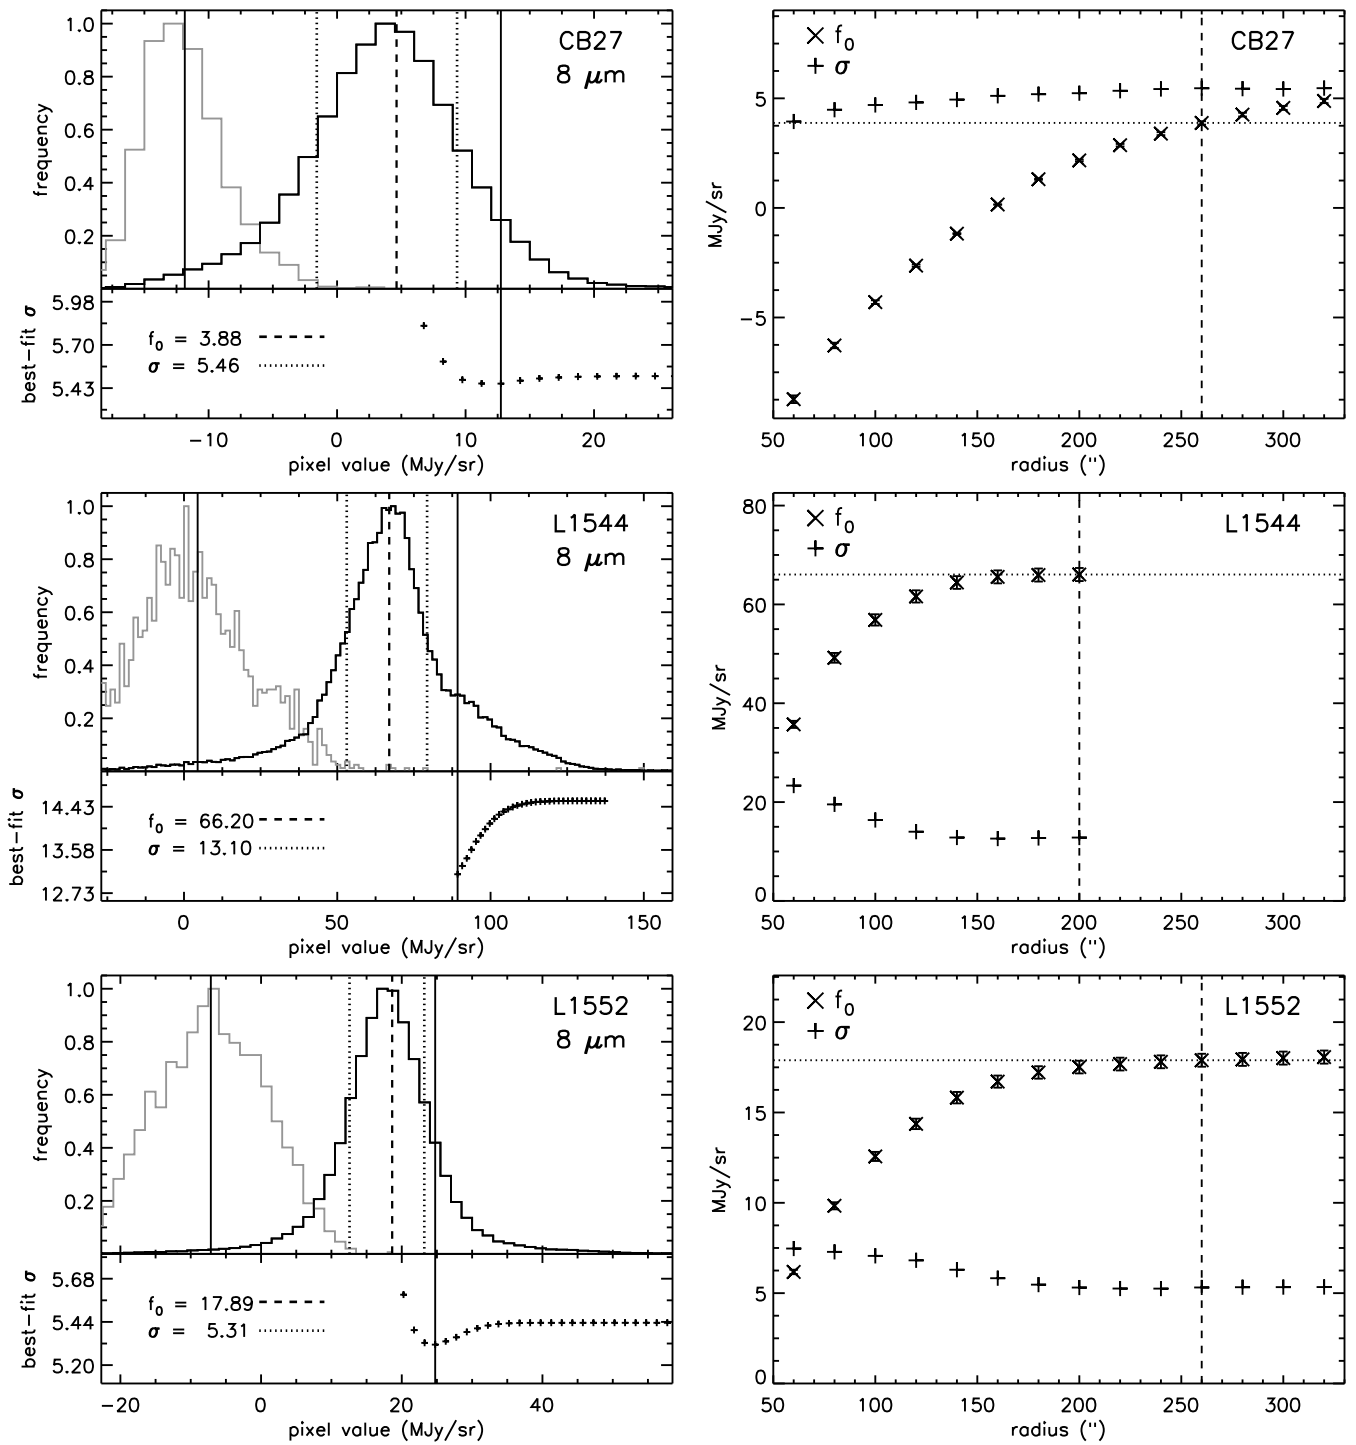 CB27
8 μm
1.0
0.8
0.6
0.4
0.2
frequency
5.98
5.70
5.43
best-fit σ
f₀ = 3.88
σ = 5.46
-10 0 10 20
pixel value (MJy/sr)
× f₀
+ σ
CB27
5
0
-5
MJy/sr
50 100 150 200 250 300
radius (")
L1544
8 μm
1.0
0.8
0.6
0.4
0.2
frequency
14.43
13.58
12.73
best-fit σ
f₀ = 66.20
σ = 13.10
0 50 100 150
pixel value (MJy/sr)
× f₀
+ σ
L1544
80
60
40
20
0
MJy/sr
50 100 150 200 250 300
radius (")
L1552
8 μm
1.0
0.8
0.6
0.4
0.2
frequency
5.68
5.44
5.20
best-fit σ
f₀ = 17.89
σ = 5.31
-20 0 20 40
pixel value (MJy/sr)
× f₀
+ σ
L1552
20
15
10
5
0
MJy/sr
50 100 150 200 250 300
radius (")